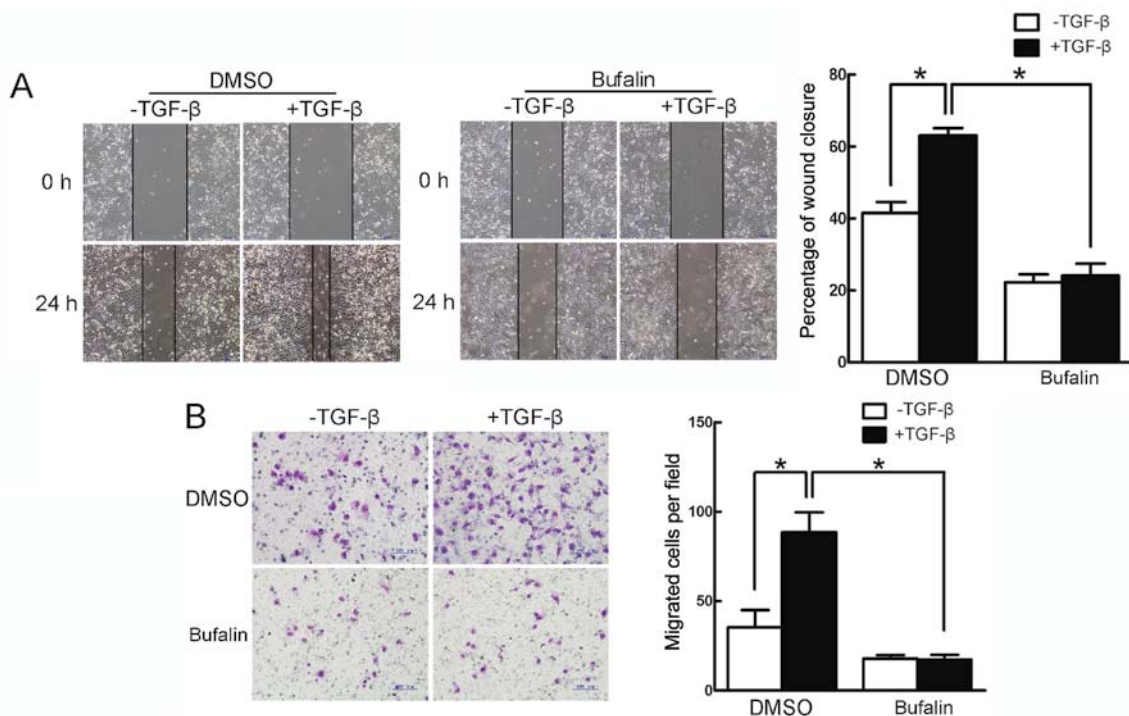 A
DMSO
-TGF-β +TGF-β
0 h
24 h
Bufalin
-TGF-β +TGF-β
0 h
24 h
-TGF-β
+TGF-β
Percentage of wound closure
80
60
40
20
0
* *
DMSO Bufalin
B
-TGF-β +TGF-β
DMSO
Bufalin
-TGF-β
+TGF-β
Migrated cells per field
150
100
50
0
* *
DMSO Bufalin